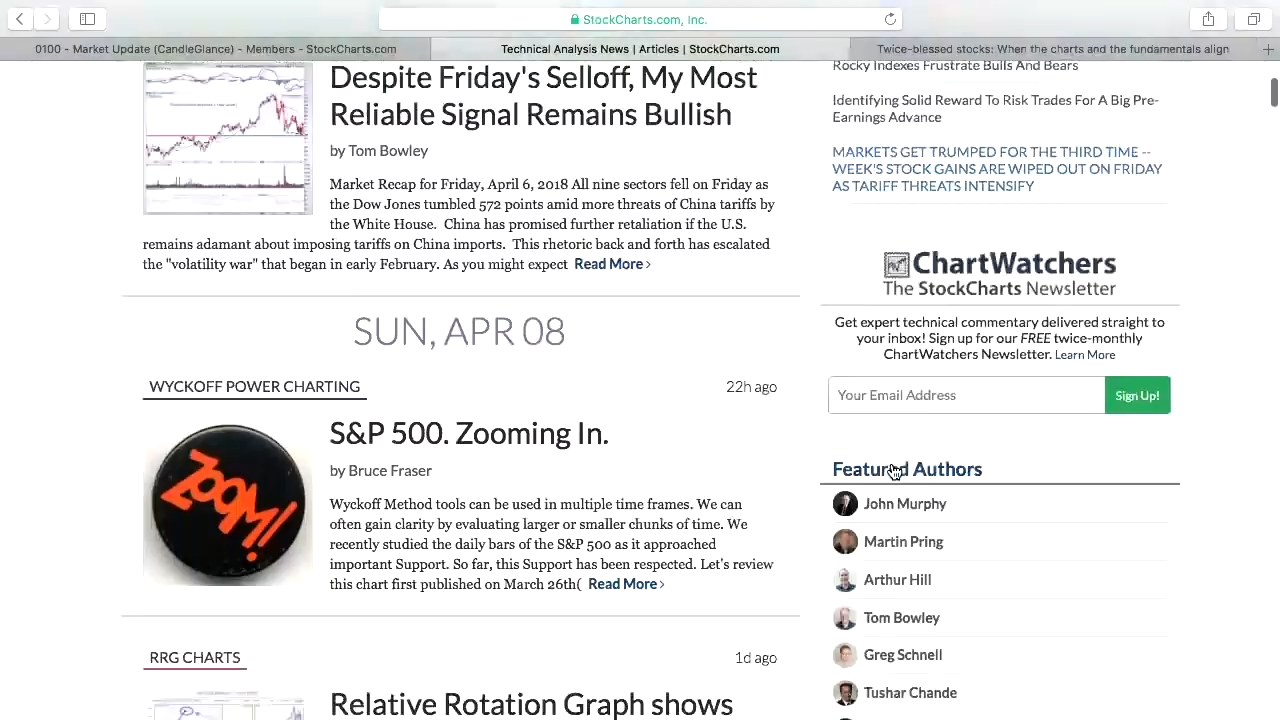 StockCharts.com, Inc.
0100 - Market Update (CandleGlance) - Members - StockCharts.com
Technical Analysis News | Articles | StockCharts.com
Twice-blessed stocks: When the charts and the fundamentals align
Despite Friday's Selloff, My Most
Reliable Signal Remains Bullish
by Tom Bowley
Market Recap for Friday, April 6, 2018 All nine sectors fell on Friday as
the Dow Jones tumbled 572 points amid more threats of China tariffs by
the White House. China has promised further retaliation if the U.S.
remains adamant about imposing tariffs on China imports. This rhetoric back and forth has escalated
the "volatility war" that began in early February. As you might expect Read More ›
SUN, APR 08
WYCKOFF POWER CHARTING
22h ago
ZOOM!
S&P 500. Zooming In.
by Bruce Fraser
Wyckoff Method tools can be used in multiple time frames. We can
often gain clarity by evaluating larger or smaller chunks of time. We
recently studied the daily bars of the S&P 500 as it approached
important Support. So far, this Support has been respected. Let's review
this chart first published on March 26th( Read More ›
RRG CHARTS
1d ago
Relative Rotation Graph shows
Rocky Indexes Frustrate Bulls And Bears
Identifying Solid Reward To Risk Trades For A Big Pre-
Earnings Advance
MARKETS GET TRUMPED FOR THE THIRD TIME --
WEEK'S STOCK GAINS ARE WIPED OUT ON FRIDAY
AS TARIFF THREATS INTENSIFY
ChartWatchers
The StockCharts Newsletter
Get expert technical commentary delivered straight to
your inbox! Sign up for our FREE twice-monthly
ChartWatchers Newsletter. Learn More
Your Email Address
Sign Up!
Featured Authors
John Murphy
Martin Pring
Arthur Hill
Tom Bowley
Greg Schnell
Tushar Chande